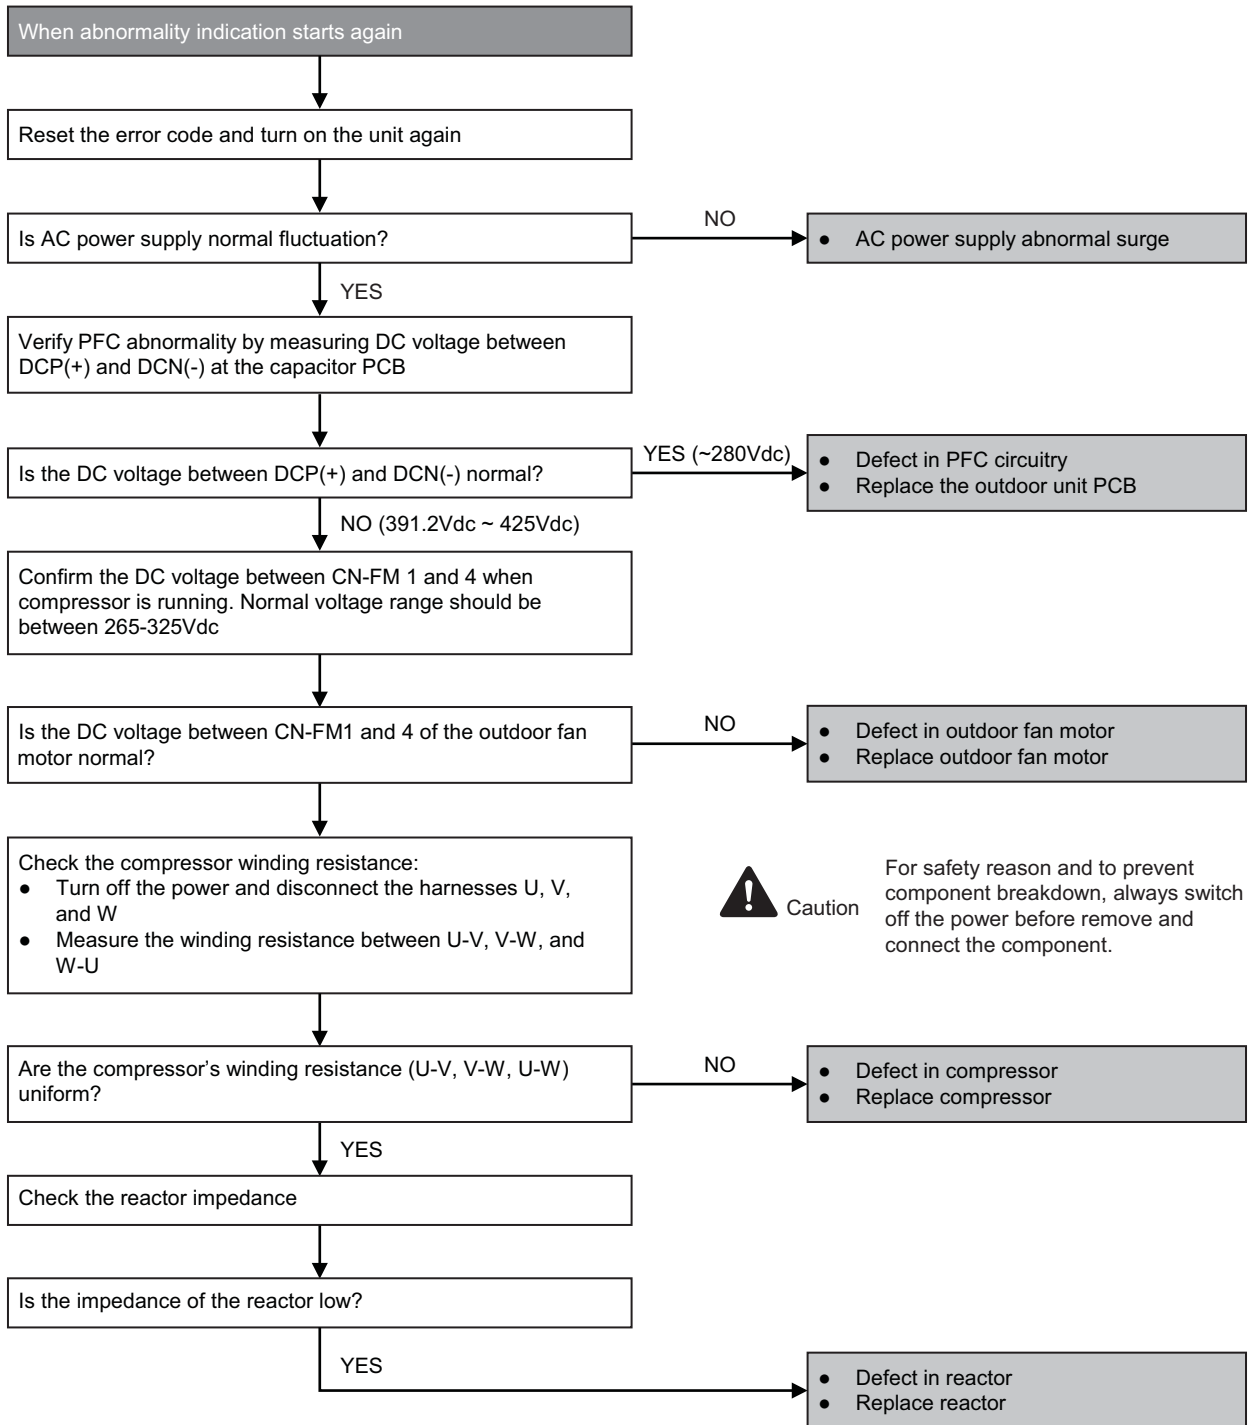 When abnormality indication starts again
Reset the error code and turn on the unit again
Is AC power supply normal fluctuation?
NO
● AC power supply abnormal surge
YES
Verify PFC abnormality by measuring DC voltage between
DCP(+) and DCN(-) at the capacitor PCB
Is the DC voltage between DCP(+) and DCN(-) normal?
YES (~280Vdc)
● Defect in PFC circuitry
● Replace the outdoor unit PCB
NO (391.2Vdc ~ 425Vdc)
Confirm the DC voltage between CN-FM 1 and 4 when
compressor is running. Normal voltage range should be
between 265-325Vdc
Is the DC voltage between CN-FM1 and 4 of the outdoor fan
motor normal?
NO
● Defect in outdoor fan motor
● Replace outdoor fan motor
Check the compressor winding resistance:
● Turn off the power and disconnect the harnesses U, V,
and W
● Measure the winding resistance between U-V, V-W, and
W-U
Caution
For safety reason and to prevent
component breakdown, always switch
off the power before remove and
connect the component.
Are the compressor's winding resistance (U-V, V-W, U-W)
uniform?
NO
● Defect in compressor
● Replace compressor
YES
Check the reactor impedance
Is the impedance of the reactor low?
YES
● Defect in reactor
● Replace reactor